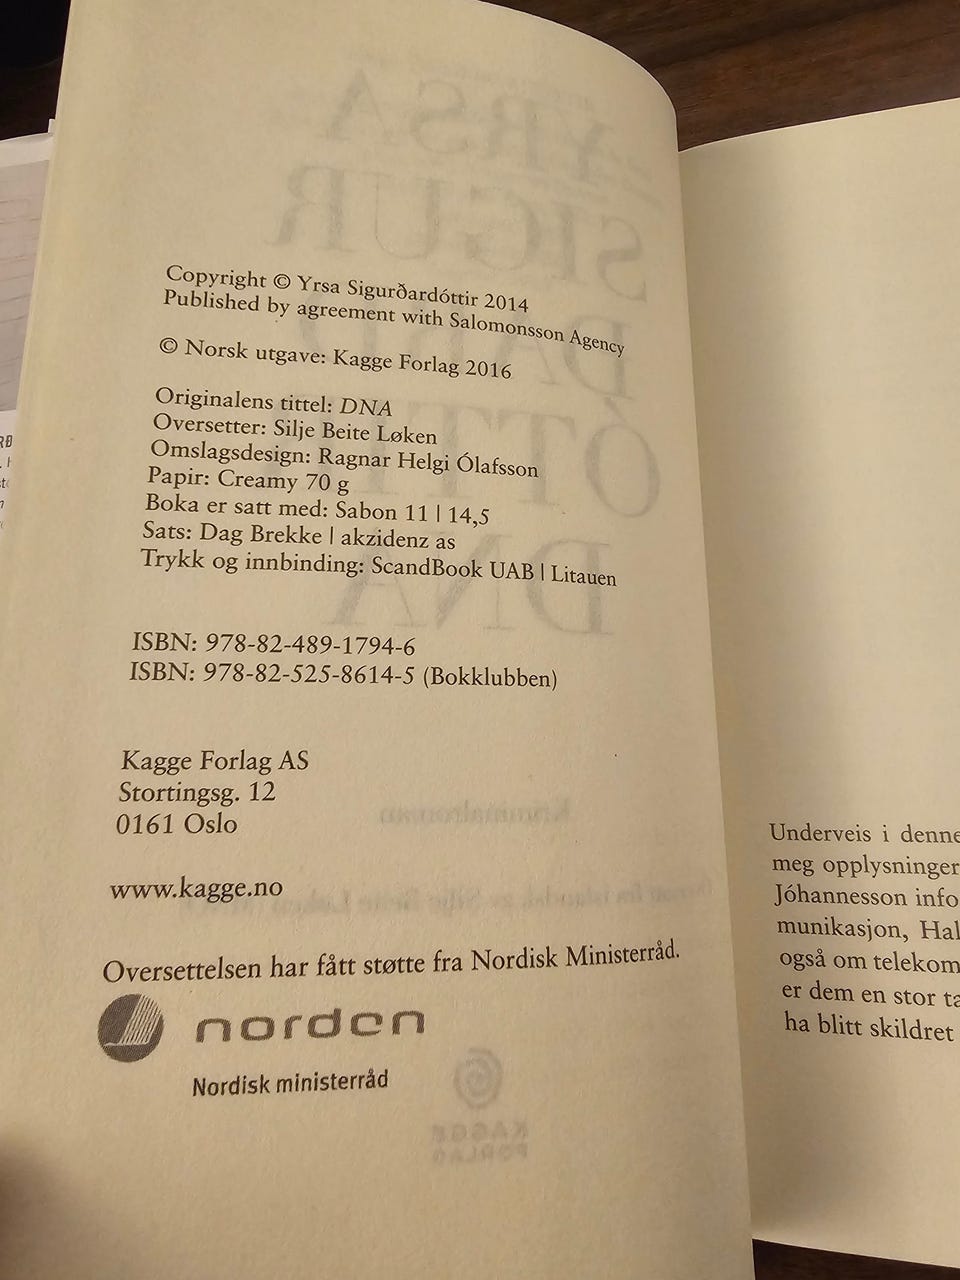 Copyright © Yrsa Sigurðardóttir 2014
Published by agreement with Salomonsson Agency
© Norsk utgave: Kagge Forlag 2016
Originalens tittel: DNA
Oversetter: Silje Beite Løken
Omslagsdesign: Ragnar Helgi Ólafsson
Papir: Creamy 70 g
Boka er satt med: Sabon 11 | 14,5
Sats: Dag Brekke | akzidenz as
Trykk og innbinding: ScandBook UAB | Litauen
ISBN: 978-82-489-1794-6
ISBN: 978-82-525-8614-5 (Bokklubben)
Kagge Forlag AS
Stortingsg. 12
0161 Oslo
www.kagge.no
Oversettelsen har fått støtte fra Nordisk Ministerråd.
norden
Nordisk ministerråd
Underveis i denne
meg opplysninger
Jóhannesson info
munikasjon, Hal
også om telekom
er dem en stor ta
ha blitt skildret